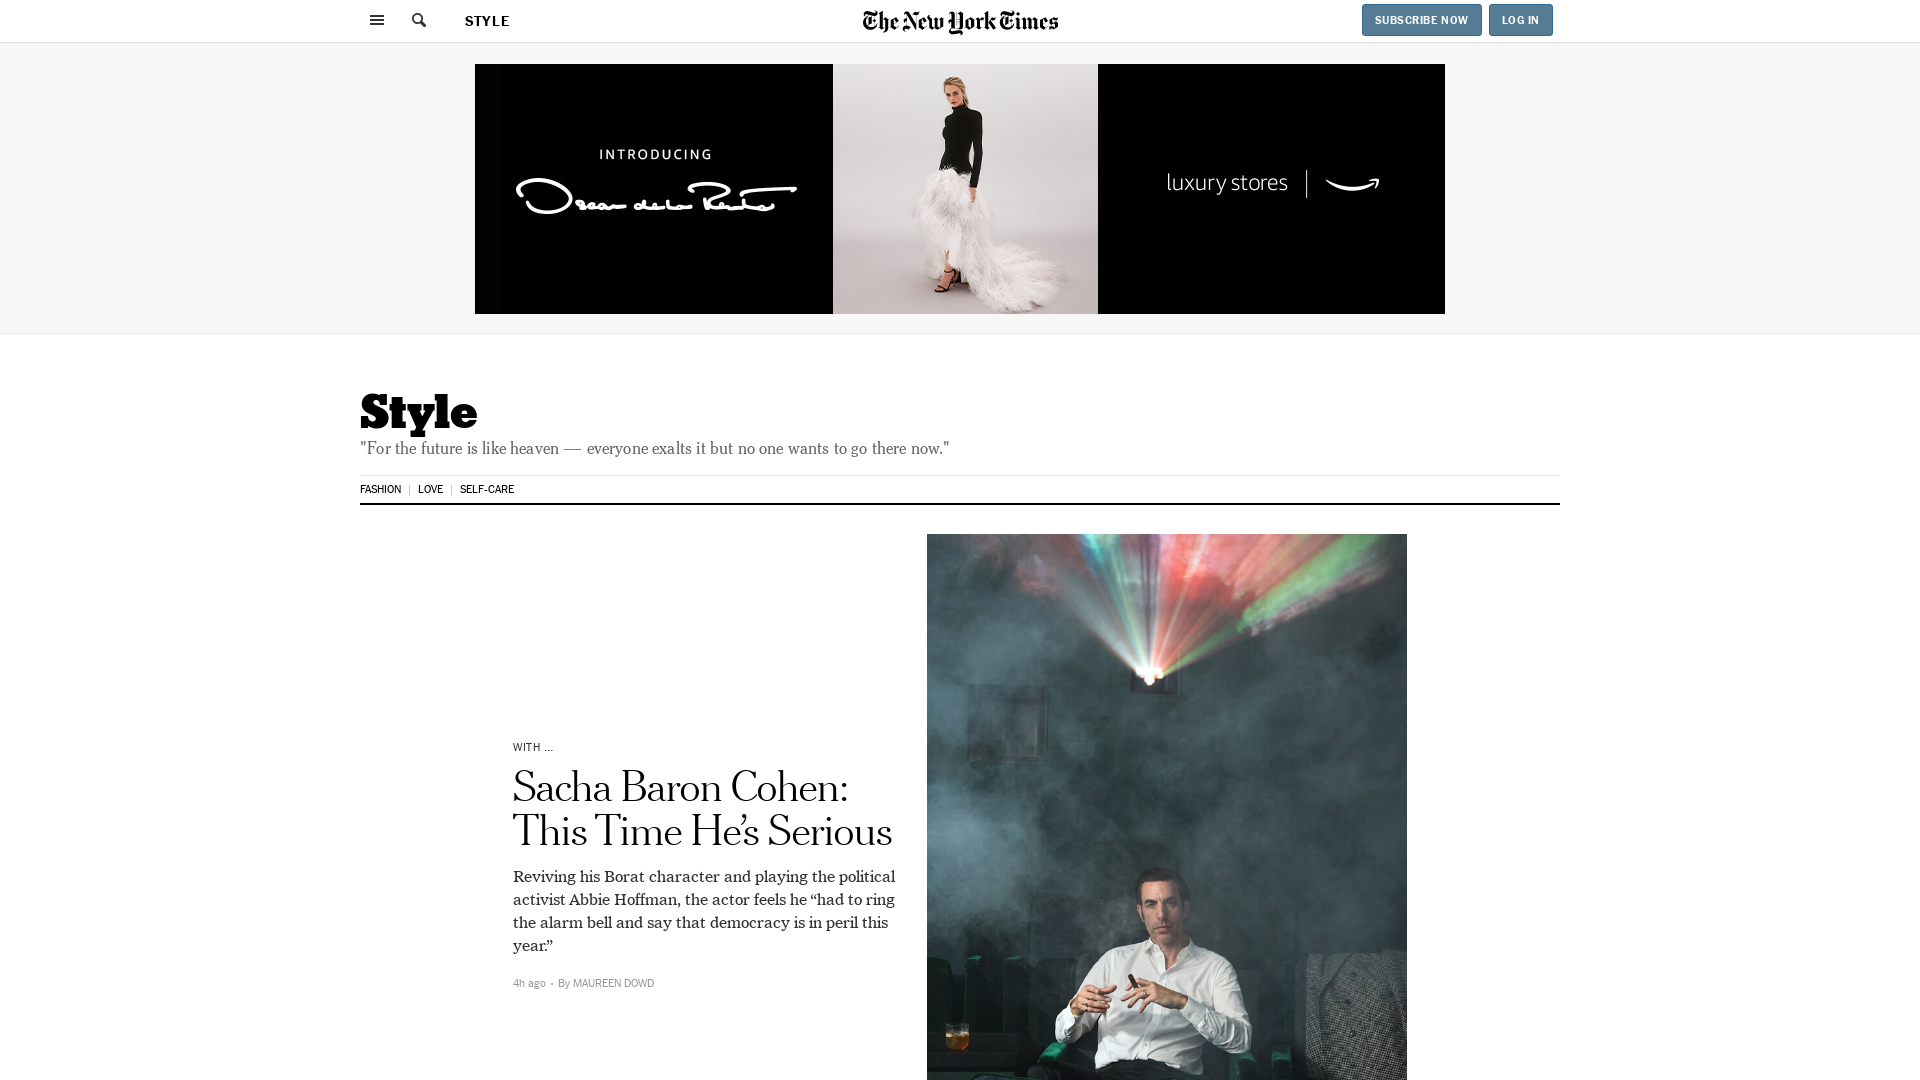 STYLE
The New York Times
SUBSCRIBE NOW
LOG IN
INTRODUCING
Oscar de la Renta
luxury stores
Style
"For the future is like heaven — everyone exalts it but no one wants to go there now."
FASHION | LOVE | SELF-CARE
WITH ...
Sacha Baron Cohen:
This Time He’s Serious
Reviving his Borat character and playing the political
activist Abbie Hoffman, the actor feels he “had to ring
the alarm bell and say that democracy is in peril this
year.”
4h ago • By MAUREEN DOWD